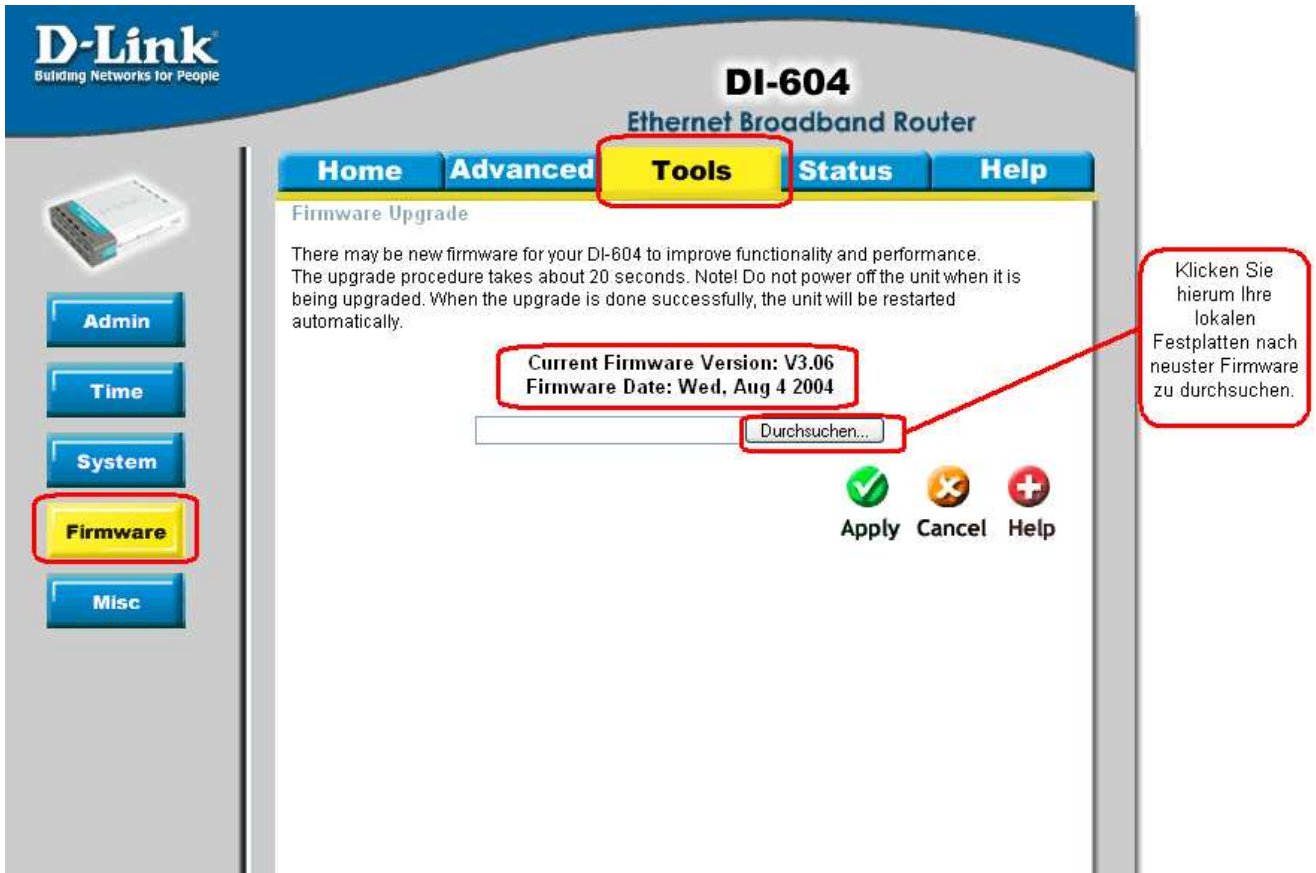 D-Link
Building Networks for People
DI-604
Ethernet Broadband Router
Home
Advanced
Tools
Status
Help
Firmware Upgrade
There may be new firmware for your DI-604 to improve functionality and performance.
The upgrade procedure takes about 20 seconds. Note! Do not power off the unit when it is
being upgraded. When the upgrade is done successfully, the unit will be restarted
automatically.
Current Firmware Version: V3.06
Firmware Date: Wed, Aug 4 2004
Durchsuchen...
Apply
Cancel
Help
Admin
Time
System
Firmware
Misc
Klicken Sie
hierum Ihre
lokalen
Festplatten nach
neuster Firmware
zu durchsuchen.